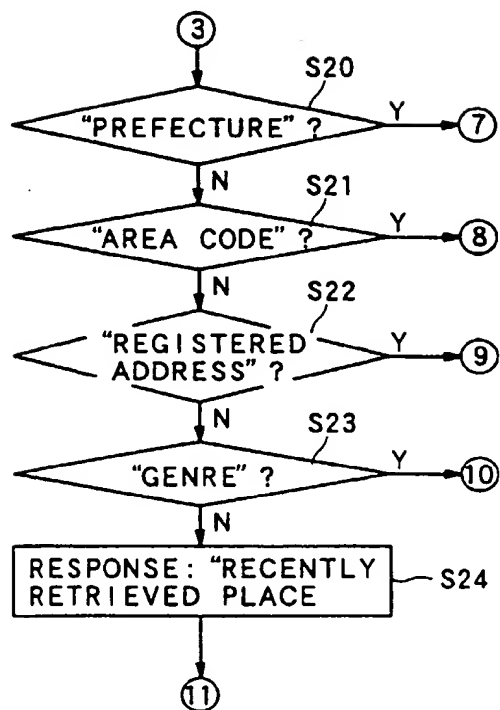 3
S20
"PREFECTURE" ?
Y
7
N
S21
"AREA CODE" ?
Y
8
N
S22
"REGISTERED
ADDRESS" ?
Y
9
N
S23
"GENRE" ?
Y
10
N
RESPONSE: "RECENTLY
RETRIEVED PLACE
S24
11